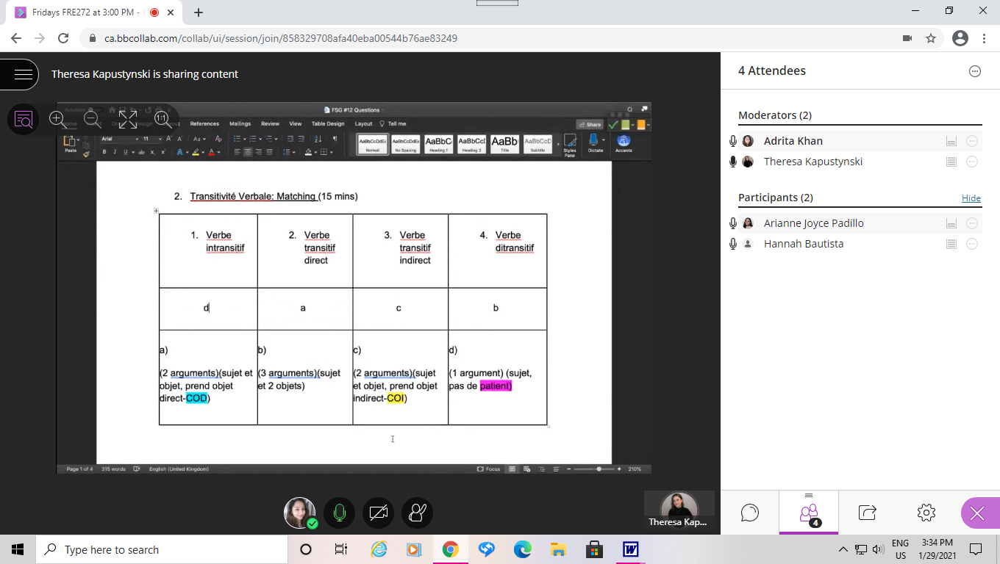 Fridays FRE272 at 3:00 PM -
ca.bbcollab.com/collab/ui/session/join/858329708afa40eba00544b76ae83249
Theresa Kapustynski is sharing content
4 Attendees
FSG #12 Questions
References Mailings Review View Table Design Layout Tell me
Share
Paste
Arial 11
AaBbCcDdEe AaBbCcDdEe AaBbC AaBbCcI AaBb AaBbCcD
Normal No Spacing Heading 1 Heading 2 Title Subtitle
Styles Pane
Dictate
Accents
2. Transitivité Verbale: Matching (15 mins)
1. Verbe
intransitif
2. Verbe
transitif
direct
3. Verbe
transitif
indirect
4. Verbe
ditransitif
d a c b
a)
(2 arguments)(sujet et
objet, prend objet
direct-COD)
b)
(3 arguments)(sujet
et 2 objets)
c)
(2 arguments)(sujet
et objet, prend objet
indirect-COI)
d)
(1 argument) (sujet,
pas de patient)
Page 1 of 4 315 words English (United Kingdom) Focus 210%
Moderators (2)
Adrita Khan
Theresa Kapustynski
Participants (2) Hide
Arianne Joyce Padillo
Hannah Bautista
Theresa Kap...
4
Type here to search
ENG
US
3:34 PM
1/29/2021